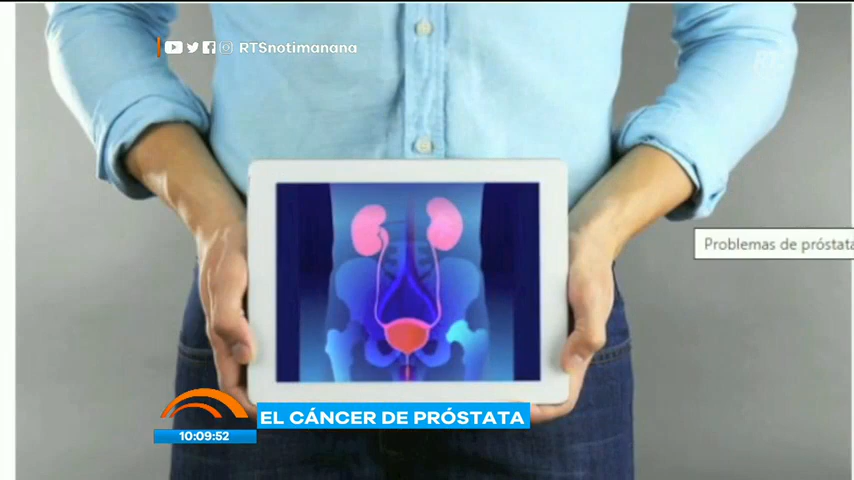 RTSnotimanana
Problemas de próstata
EL CÁNCER DE PRÓSTATA
10:09:52